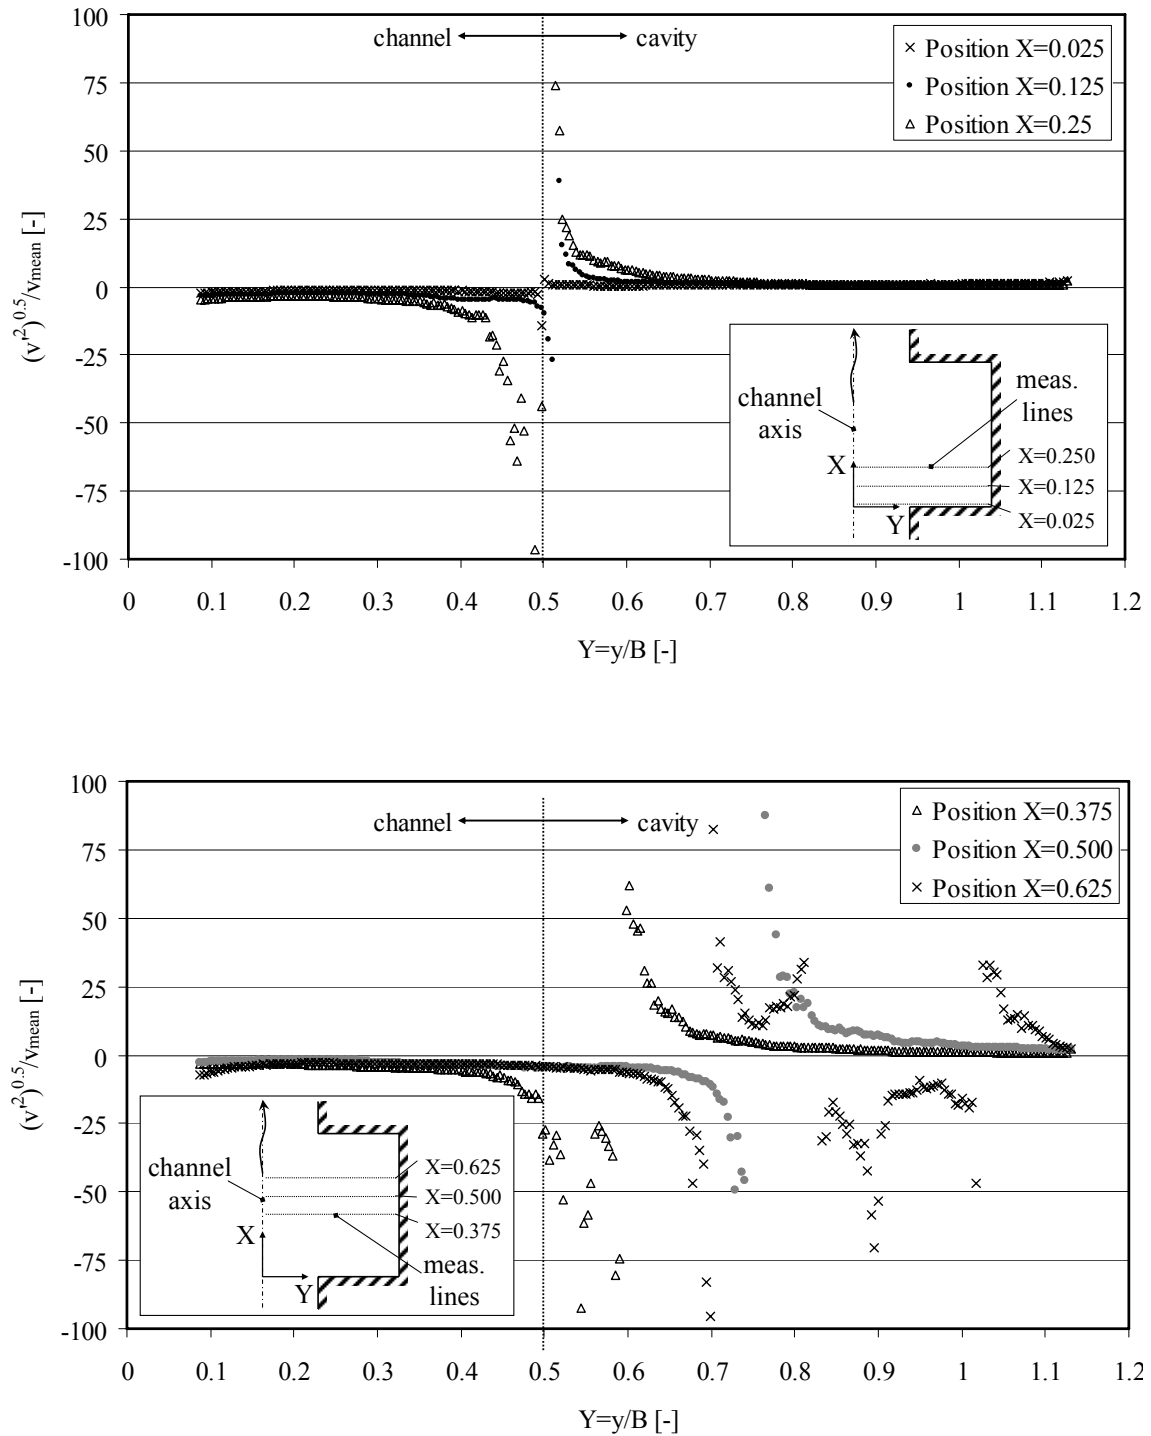 100
75
50
25
0
-25
-50
-75
-100
(v'²)^0.5/v_mean [-]
channel
cavity
Position X=0.025
Position X=0.125
Position X=0.25
channel
axis
meas.
lines
X
Y
X=0.250
X=0.125
X=0.025
0 0.1 0.2 0.3 0.4 0.5 0.6 0.7 0.8 0.9 1 1.1 1.2
Y=y/B [-]
100
75
50
25
0
-25
-50
-75
-100
(v'²)^0.5/v_mean [-]
channel
cavity
Position X=0.375
Position X=0.500
Position X=0.625
channel
axis
X
Y
X=0.625
X=0.500
X=0.375
meas.
lines
0 0.1 0.2 0.3 0.4 0.5 0.6 0.7 0.8 0.9 1 1.1 1.2
Y=y/B [-]